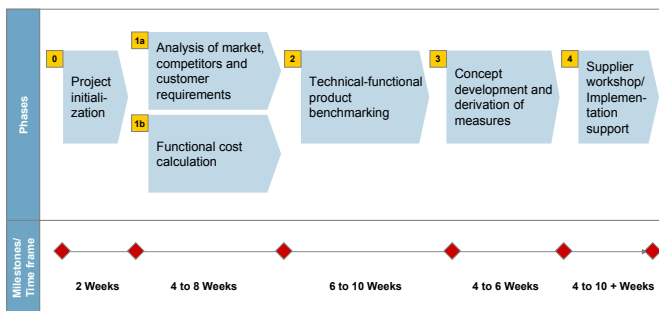 Phases
0
Project
initiali-
zation
1a
Analysis of market,
competitors and
customer
requirements
1b
Functional cost
calculation
2
Technical-functional
product
benchmarking
3
Concept
development and
derivation of
measures
4
Supplier
workshop/
Implemen-
tation
support
Milestones/
Time frame
2 Weeks
4 to 8 Weeks
6 to 10 Weeks
4 to 6 Weeks
4 to 10 + Weeks